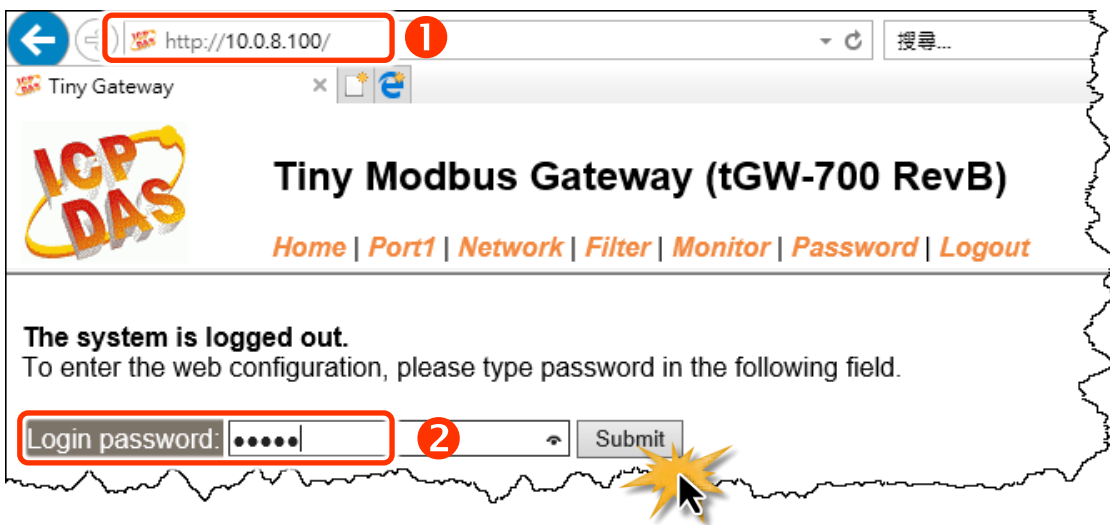 http://10.0.8.100/ 1 搜尋...
Tiny Gateway
ICP DAS
Tiny Modbus Gateway (tGW-700 RevB)
Home | Port1 | Network | Filter | Monitor | Password | Logout
The system is logged out.
To enter the web configuration, please type password in the following field.
Login password: ●●●●● 2 Submit